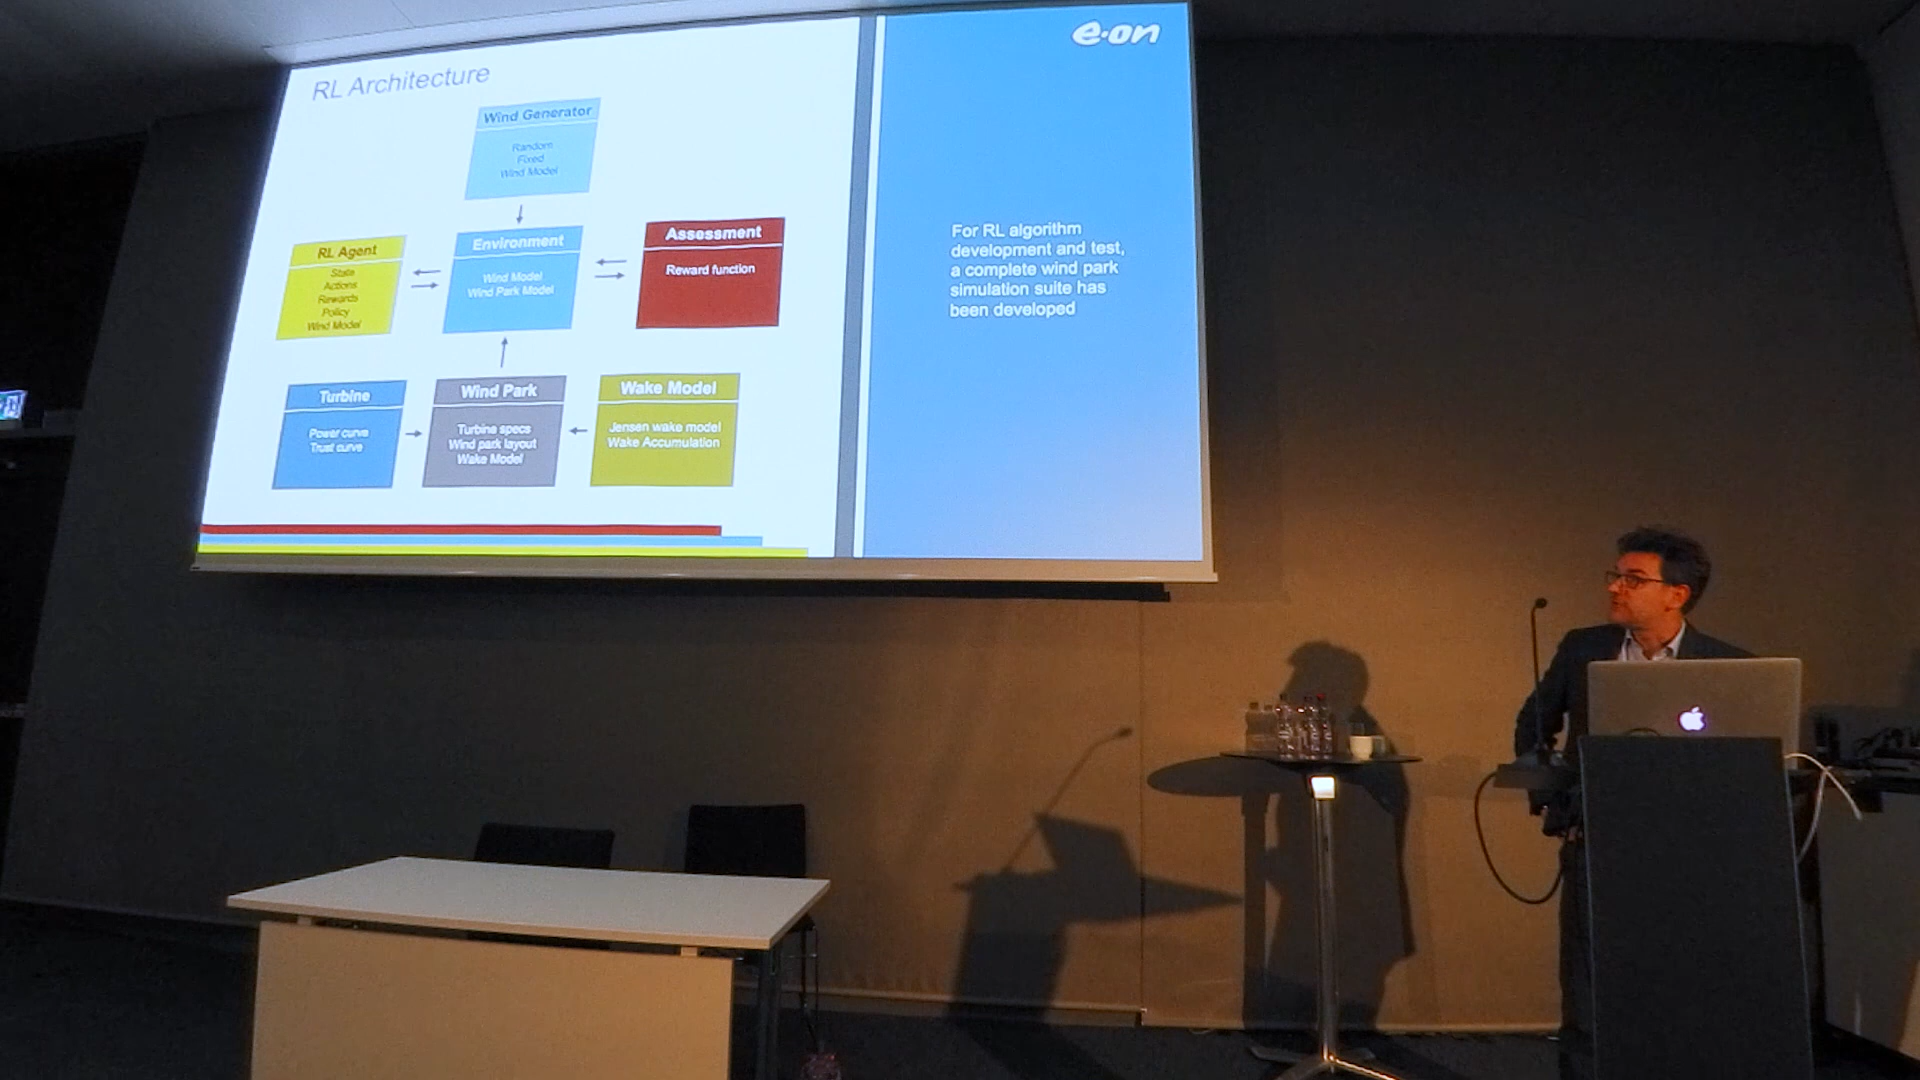 e·on
RL Architecture
Wind Generator
Random
Fixed
Wind Model
RL Agent
State
Actions
Rewards
Policy
Wind Model
Environment
Wind Model
Wind Park Model
Assessment
Reward function
Turbine
Power curve
Trust curve
Wind Park
Turbine specs
Wind park layout
Wake Model
Wake Model
Jensen wake model
Wake Accumulation
For RL algorithm
development and test,
a complete wind park
simulation suite has
been developed